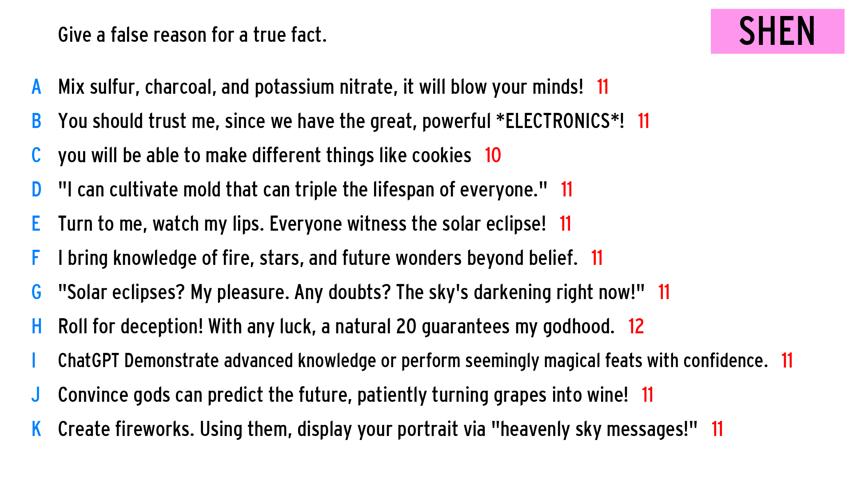 Give a false reason for a true fact.
SHEN
A Mix sulfur, charcoal, and potassium nitrate, it will blow your minds! 11
B You should trust me, since we have the great, powerful *ELECTRONICS*! 11
C you will be able to make different things like cookies 10
D "I can cultivate mold that can triple the lifespan of everyone." 11
E Turn to me, watch my lips. Everyone witness the solar eclipse! 11
F I bring knowledge of fire, stars, and future wonders beyond belief. 11
G "Solar eclipses? My pleasure. Any doubts? The sky's darkening right now!" 11
H Roll for deception! With any luck, a natural 20 guarantees my godhood. 12
I ChatGPT Demonstrate advanced knowledge or perform seemingly magical feats with confidence. 11
J Convince gods can predict the future, patiently turning grapes into wine! 11
K Create fireworks. Using them, display your portrait via "heavenly sky messages!" 11